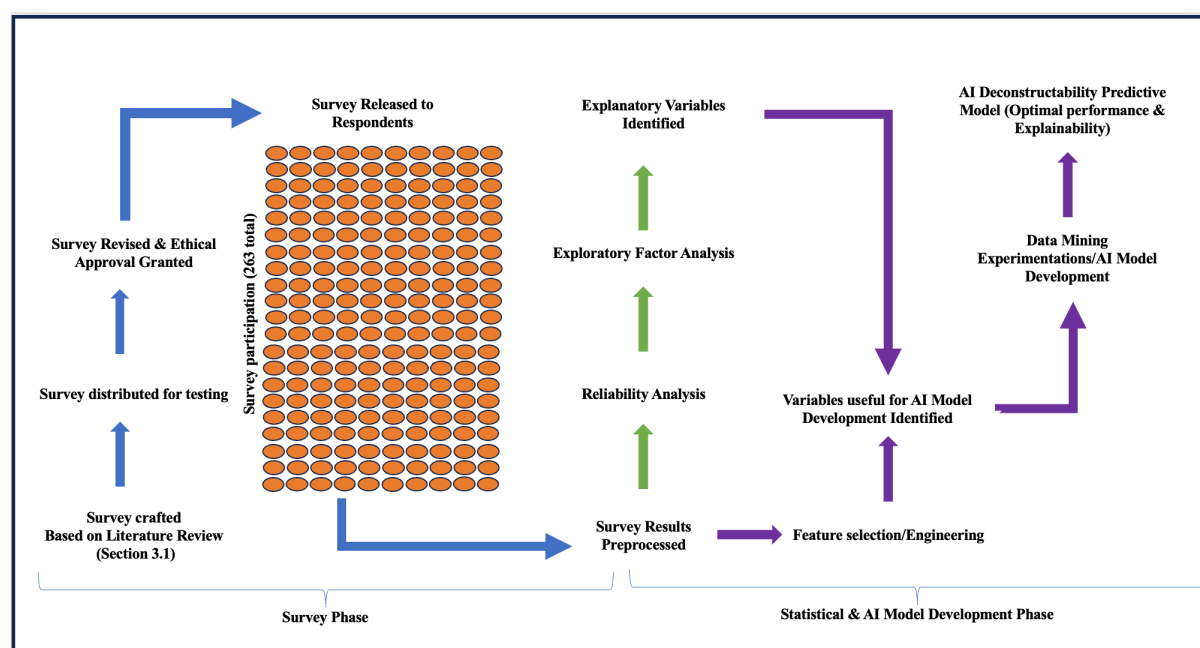 Survey Released to
Respondents
Survey participation (263 total)
Survey Revised & Ethical
Approval Granted
Survey distributed for testing
Survey crafted
Based on Literature Review
(Section 3.1)
Explanatory Variables
Identified
Exploratory Factor Analysis
Reliability Analysis
Survey Results
Preprocessed
Feature selection/Engineering
Variables useful for AI Model
Development Identified
Data Mining
Experimentations/AI Model
Development
AI Deconstructability Predictive
Model (Optimal performance &
Explainability)
Survey Phase
Statistical & AI Model Development Phase